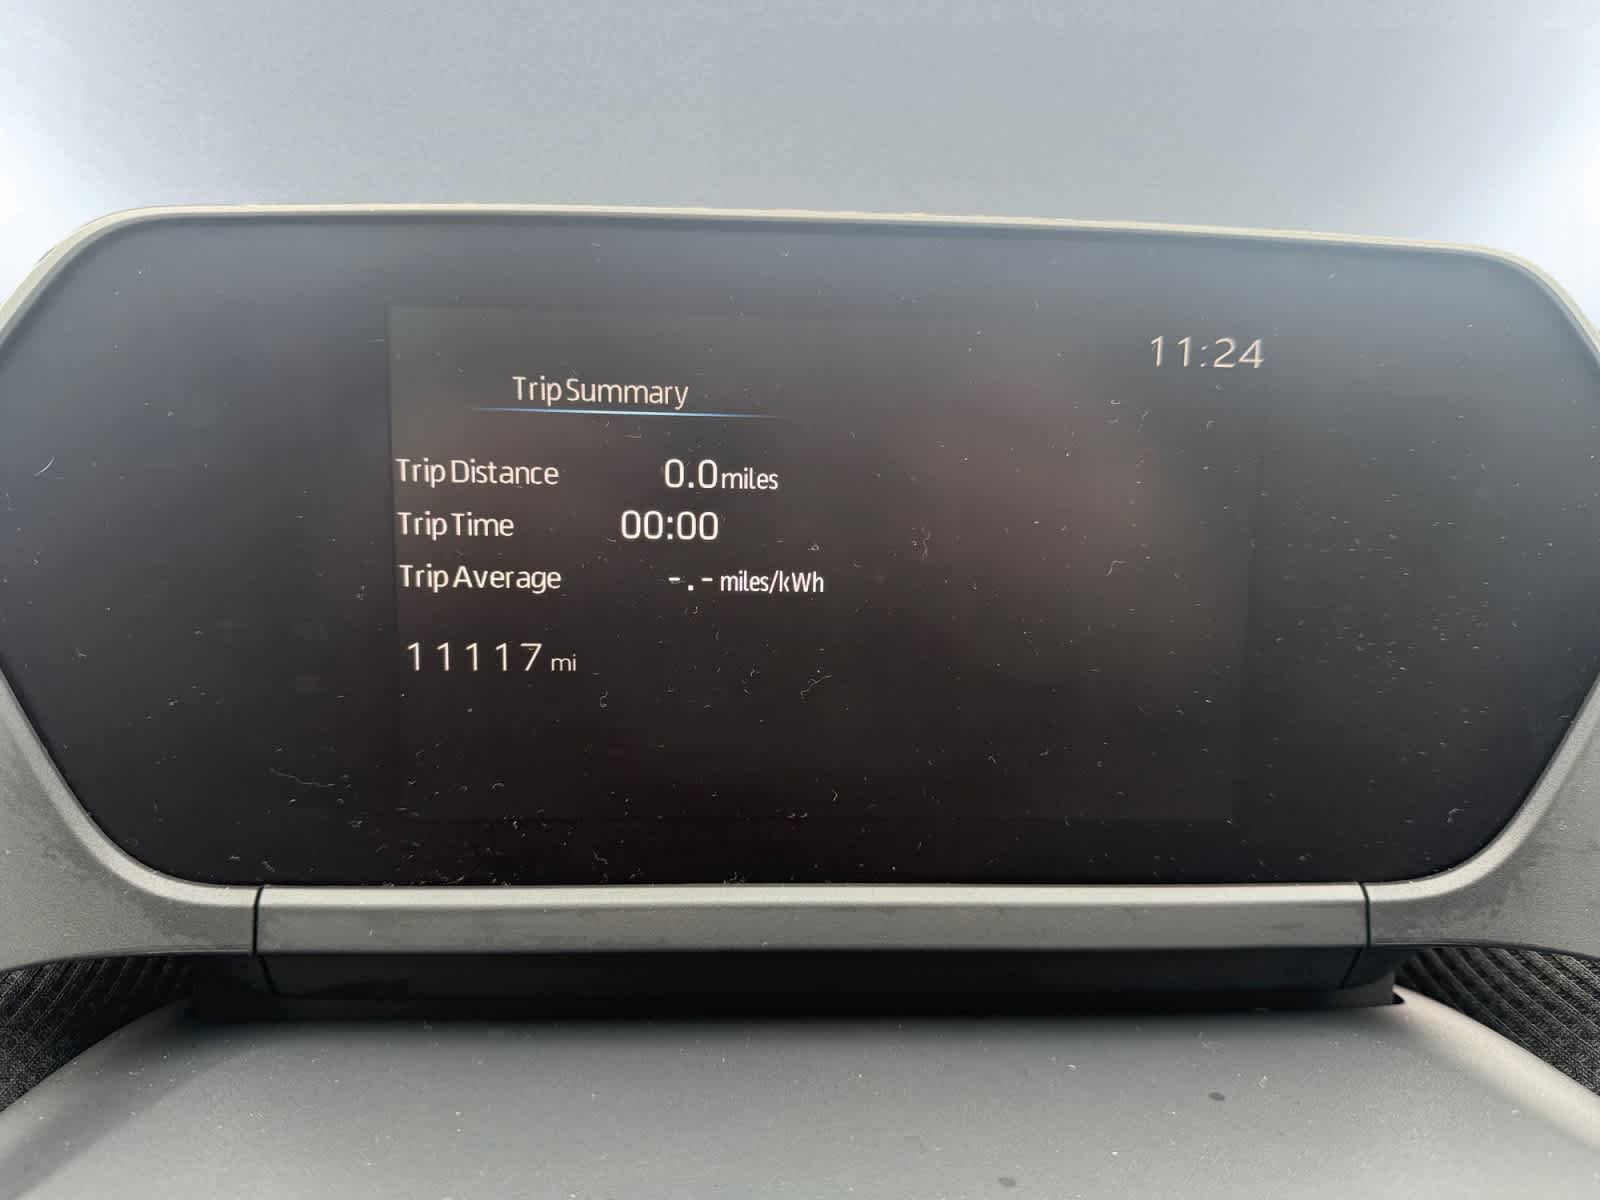 11:24
Trip Summary
Trip Distance 0.0 miles
Trip Time 00:00
Trip Average -.- miles/kWh
11117 mi